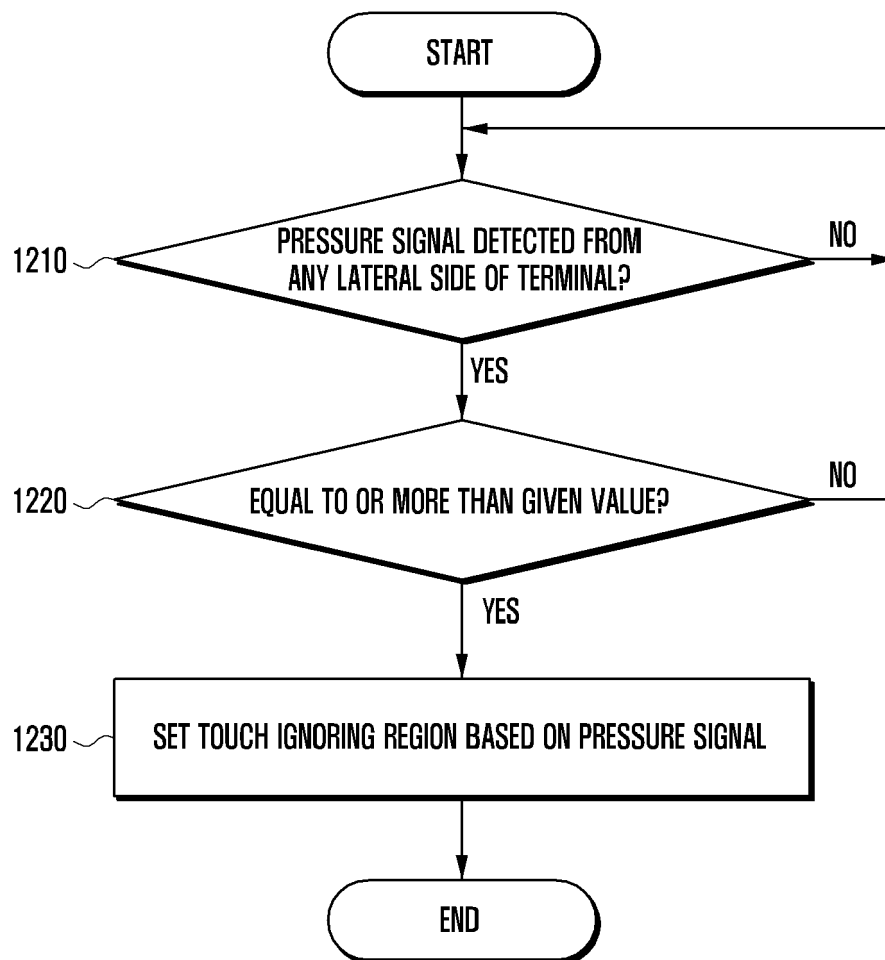 START
1210
PRESSURE SIGNAL DETECTED FROM
ANY LATERAL SIDE OF TERMINAL?
NO
YES
1220
EQUAL TO OR MORE THAN GIVEN VALUE?
NO
YES
1230
SET TOUCH IGNORING REGION BASED ON PRESSURE SIGNAL
END